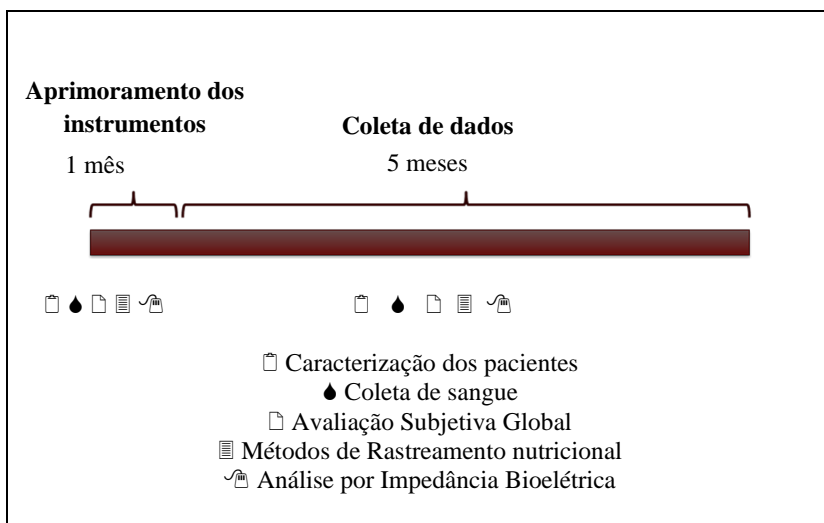 Aprimoramento dos
instrumentos
Coleta de dados
1 mês
5 meses
Caracterização dos pacientes
Coleta de sangue
Avaliação Subjetiva Global
Métodos de Rastreamento nutricional
Análise por Impedância Bioelétrica